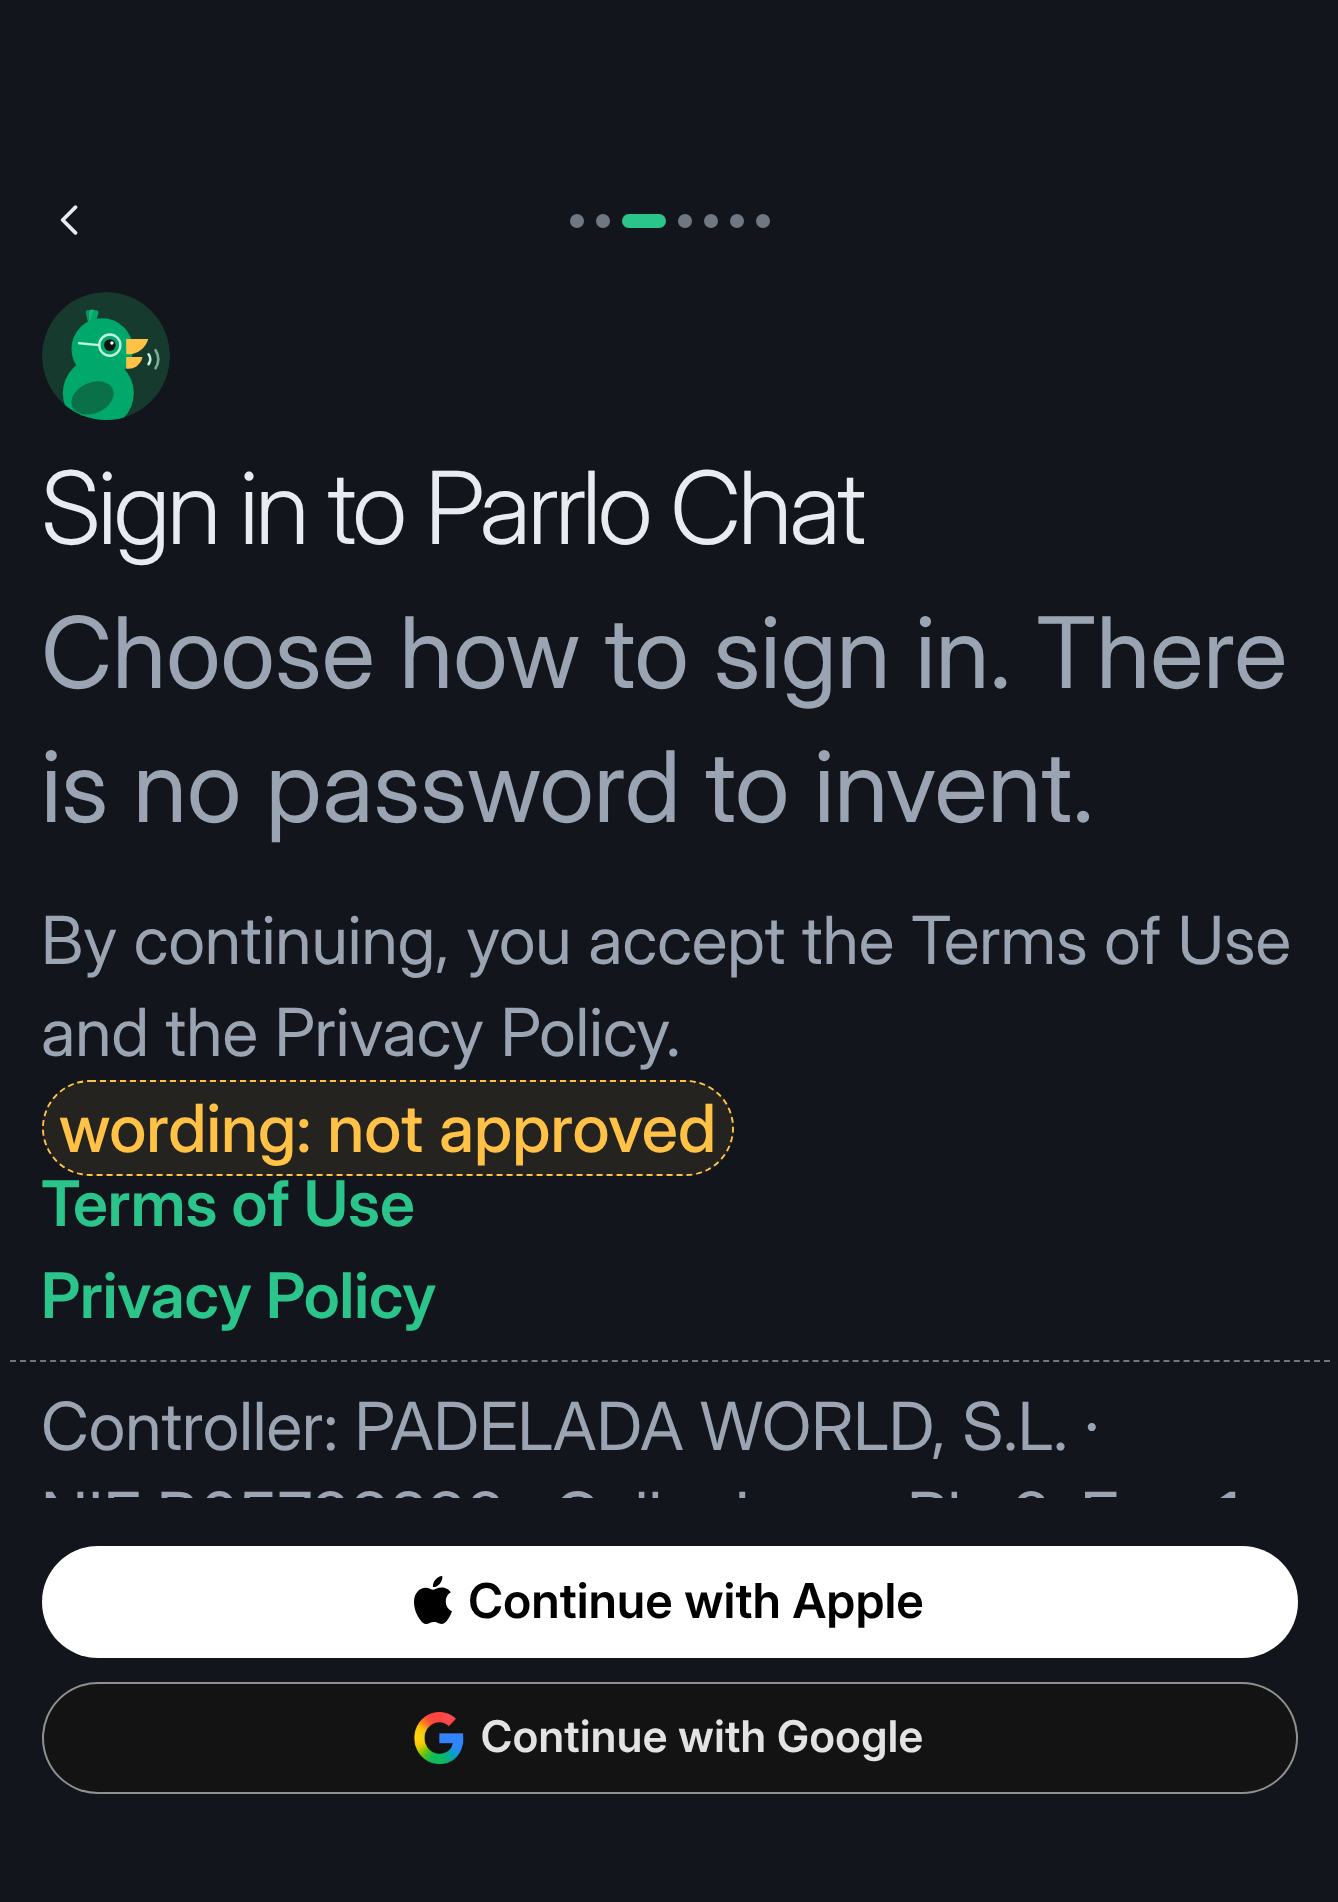 Sign in to Parrlo Chat
Choose how to sign in. There
is no password to invent.
By continuing, you accept the Terms of Use
and the Privacy Policy.
wording: not approved
Terms of Use
Privacy Policy
Controller: PADELADA WORLD, S.L. ·
Continue with Apple
Continue with Google